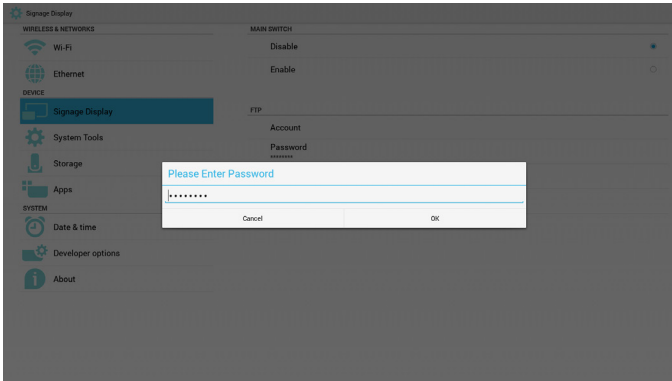 Signage Display
WIRELESS & NETWORKS
Wi-Fi
Ethernet
DEVICE
Signage Display
System Tools
Storage
Apps
SYSTEM
Date & time
Developer options
About
MAIN SWITCH
Disable
Enable
FTP
Account
Password
********
Please Enter Password
••••••••
Cancel
OK